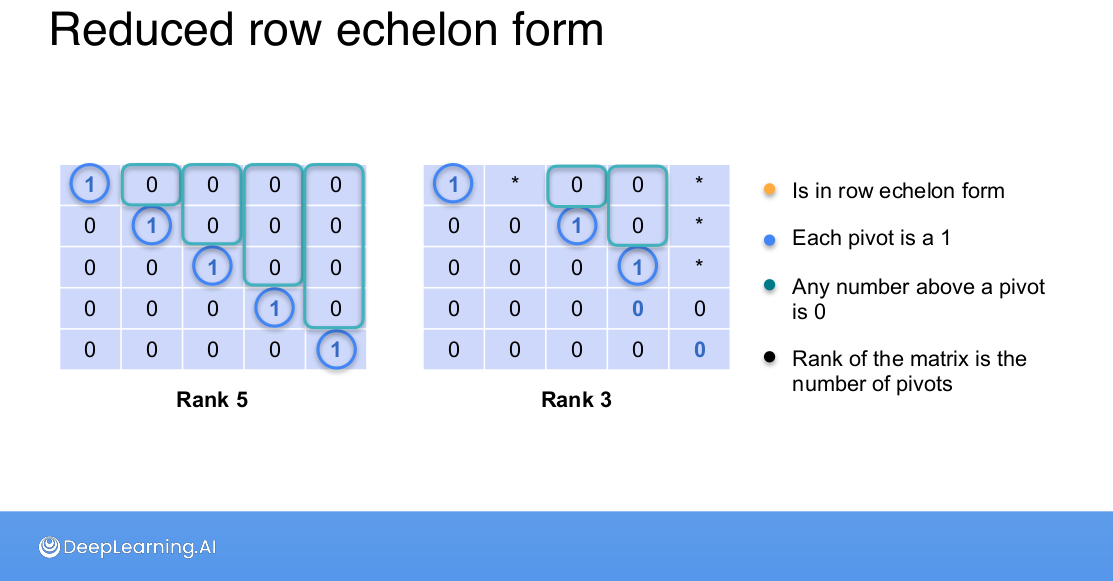 Reduced row echelon form
1 0 0 0 0
0 1 0 0 0
0 0 1 0 0
0 0 0 1 0
0 0 0 0 1
Rank 5
1 * 0 0 *
0 0 1 0 *
0 0 0 1 *
0 0 0 0 0
0 0 0 0 0
Rank 3
Is in row echelon form
Each pivot is a 1
Any number above a pivot
is 0
Rank of the matrix is the
number of pivots
DeepLearning.AI